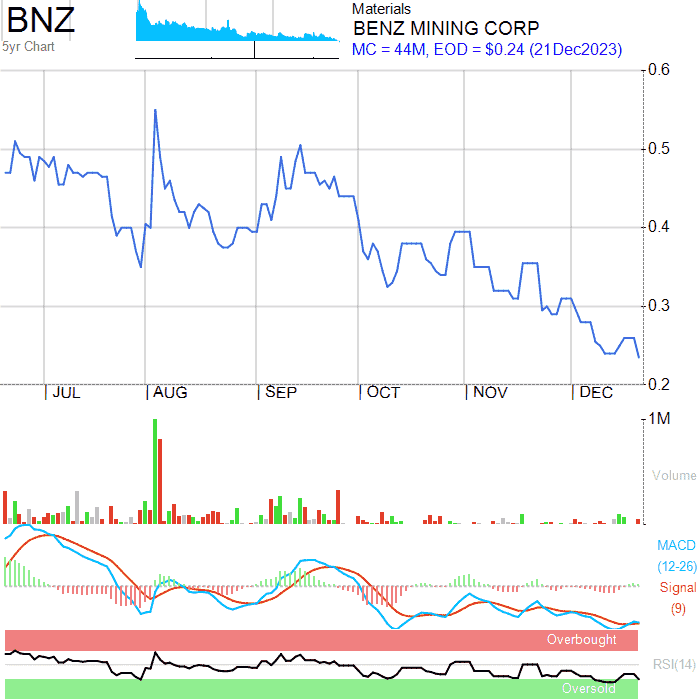 BNZ
5yr Chart
Materials
BENZ MINING CORP
MC = 44M, EOD = $0.24 (21Dec2023)
0.6
0.5
0.4
0.3
0.2
JUL AUG SEP OCT NOV DEC
1M
Volume
MACD
(12-26)
Signal
(9)
Overbought
RSI(14)
Oversold